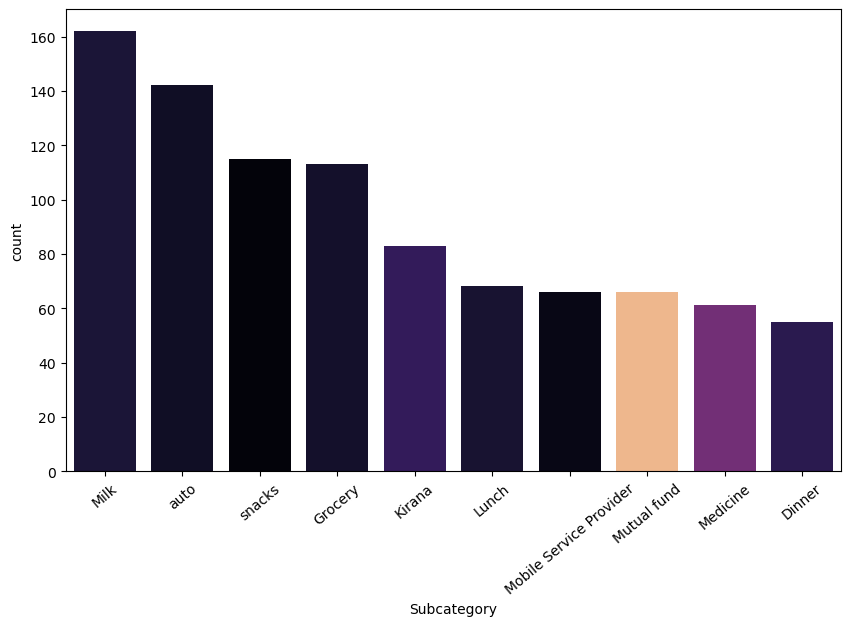 160
140
120
100
80
60
40
20
0
count
Milk
auto
snacks
Grocery
Kirana
Lunch
Mobile Service Provider
Mutual fund
Medicine
Dinner
Subcategory